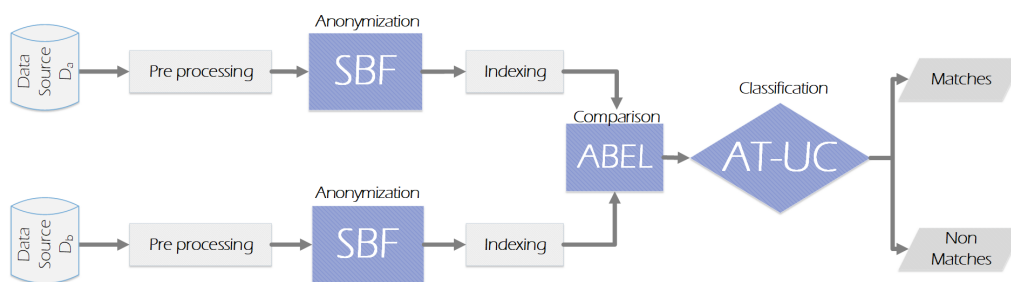 Anonymization
Data
Source
Da
Pre processing
SBF
Indexing
Comparison
ABEL
Classification
AT-UC
Matches
Anonymization
Data
Source
Db
Pre processing
SBF
Indexing
Non
Matches